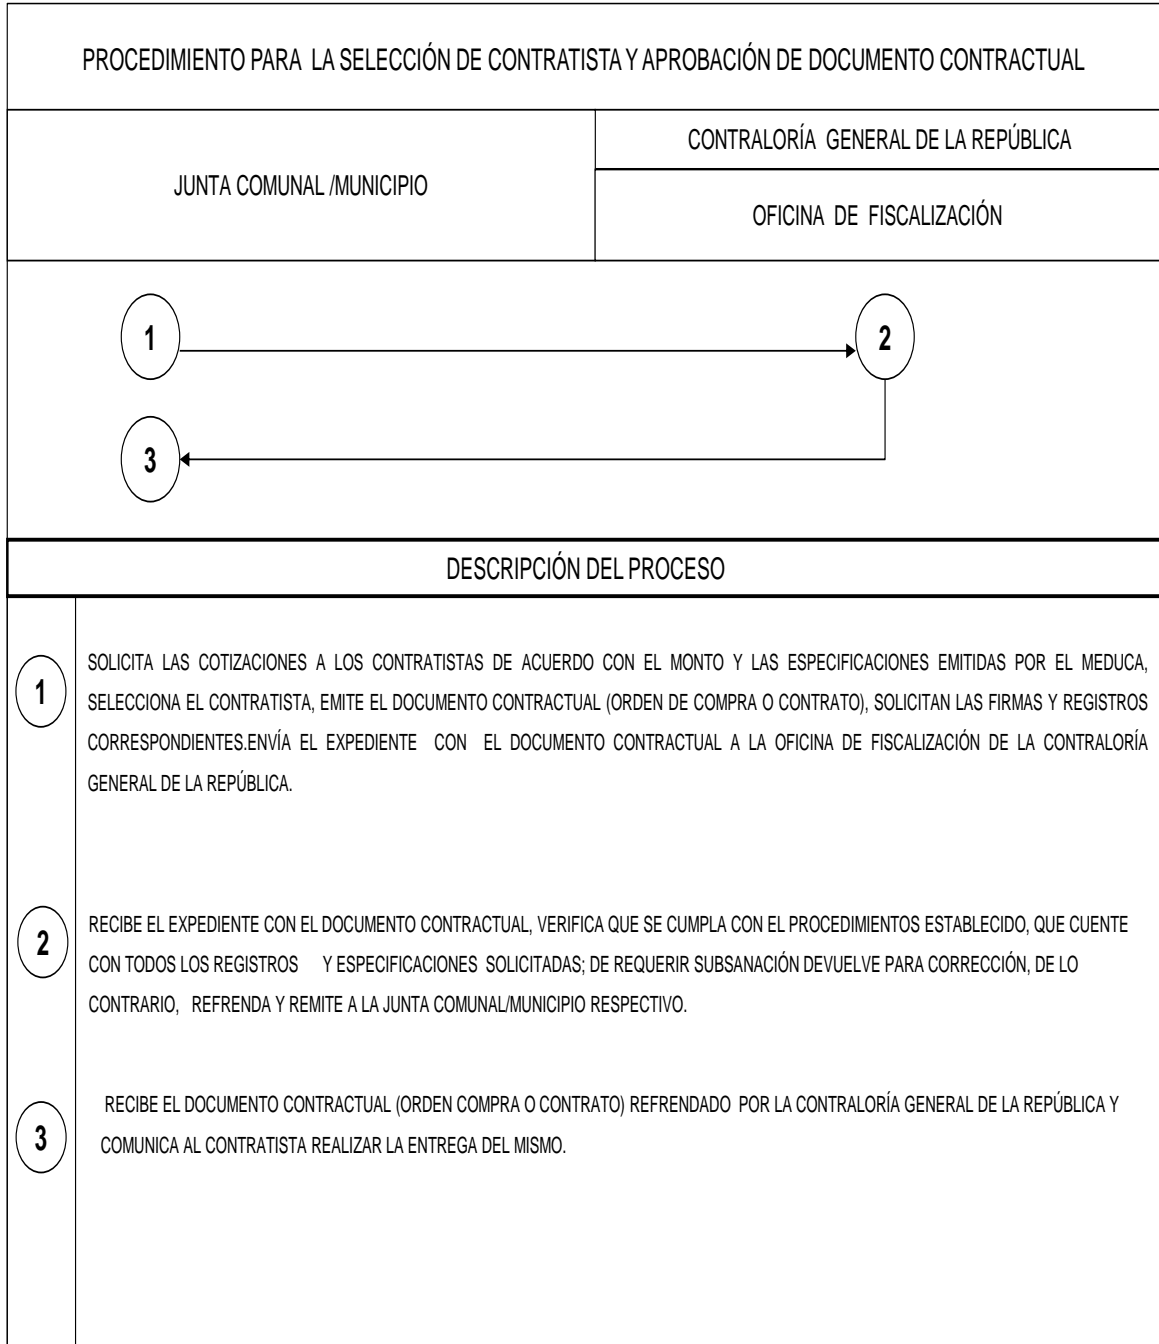 PROCEDIMIENTO PARA LA SELECCIÓN DE CONTRATISTA Y APROBACIÓN DE DOCUMENTO CONTRACTUAL
JUNTA COMUNAL /MUNICIPIO
CONTRALORÍA GENERAL DE LA REPÚBLICA
OFICINA DE FISCALIZACIÓN
1
2
3
DESCRIPCIÓN DEL PROCESO
1
SOLICITA LAS COTIZACIONES A LOS CONTRATISTAS DE ACUERDO CON EL MONTO Y LAS ESPECIFICACIONES EMITIDAS POR EL MEDUCA,
SELECCIONA EL CONTRATISTA, EMITE EL DOCUMENTO CONTRACTUAL (ORDEN DE COMPRA O CONTRATO), SOLICITAN LAS FIRMAS Y REGISTROS
CORRESPONDIENTES.ENVÍA EL EXPEDIENTE CON EL DOCUMENTO CONTRACTUAL A LA OFICINA DE FISCALIZACIÓN DE LA CONTRALORÍA
GENERAL DE LA REPÚBLICA.
2
RECIBE EL EXPEDIENTE CON EL DOCUMENTO CONTRACTUAL, VERIFICA QUE SE CUMPLA CON EL PROCEDIMIENTOS ESTABLECIDO, QUE CUENTE
CON TODOS LOS REGISTROS Y ESPECIFICACIONES SOLICITADAS; DE REQUERIR SUBSANACIÓN DEVUELVE PARA CORRECCIÓN, DE LO
CONTRARIO, REFRENDA Y REMITE A LA JUNTA COMUNAL/MUNICIPIO RESPECTIVO.
3
RECIBE EL DOCUMENTO CONTRACTUAL (ORDEN COMPRA O CONTRATO) REFRENDADO POR LA CONTRALORÍA GENERAL DE LA REPÚBLICA Y
COMUNICA AL CONTRATISTA REALIZAR LA ENTREGA DEL MISMO.